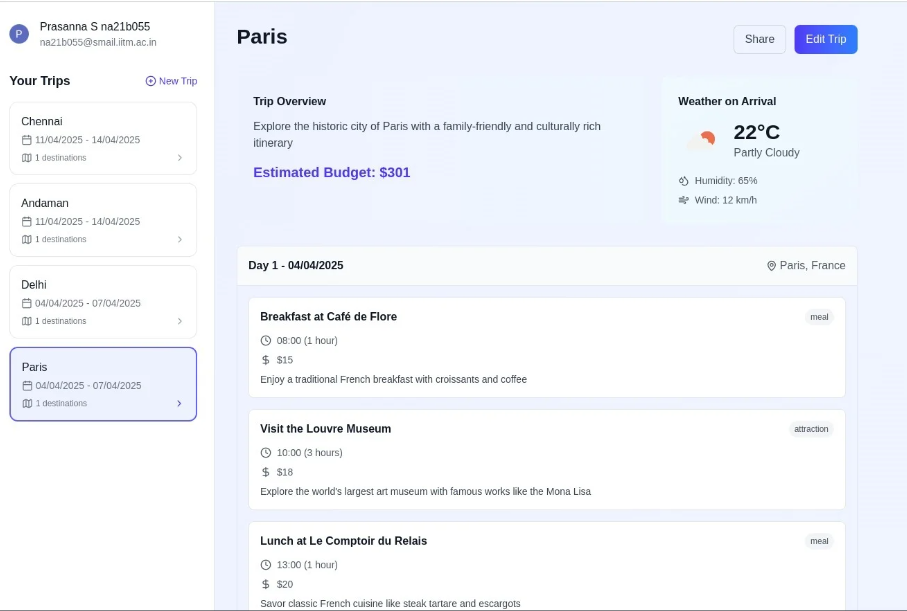 P
Prasanna S na21b055
na21b055@smail.iitm.ac.in
Your Trips
New Trip
Chennai
11/04/2025 - 14/04/2025
1 destinations
Andaman
11/04/2025 - 14/04/2025
1 destinations
Delhi
04/04/2025 - 07/04/2025
1 destinations
Paris
04/04/2025 - 07/04/2025
1 destinations
Paris
Share
Edit Trip
Trip Overview
Explore the historic city of Paris with a family-friendly and culturally rich
itinerary
Estimated Budget: $301
Weather on Arrival
22°C
Partly Cloudy
Humidity: 65%
Wind: 12 km/h
Day 1 - 04/04/2025
Paris, France
Breakfast at Café de Flore
meal
08:00 (1 hour)
$15
Enjoy a traditional French breakfast with croissants and coffee
Visit the Louvre Museum
attraction
10:00 (3 hours)
$18
Explore the world's largest art museum with famous works like the Mona Lisa
Lunch at Le Comptoir du Relais
meal
13:00 (1 hour)
$20
Savor classic French cuisine like steak tartare and escargots